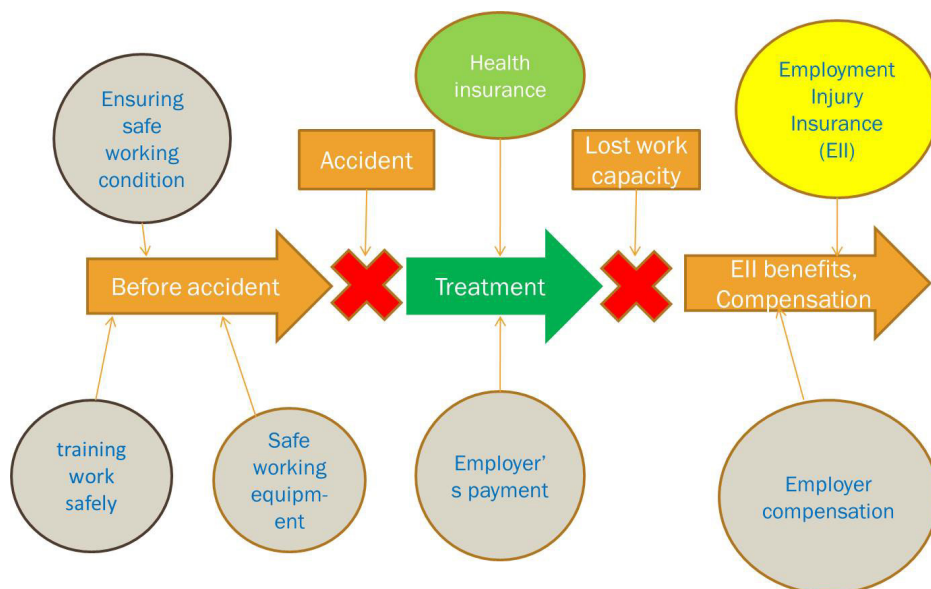 Ensuring
safe
working
condition
Health
insurance
Employment
Injury
Insurance
(EII)
Accident
Lost work
capacity
Before accident
Treatment
EII benefits,
Compensation
training
work
safely
Safe
working
equipm-
ent
Employer’
s payment
Employer
compensation